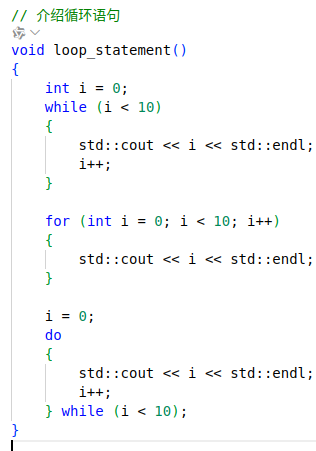 // 介绍循环语句
void loop_statement()
{
    int i = 0;
    while (i < 10)
    {
        std::cout << i << std::endl;
        i++;
    }

    for (int i = 0; i < 10; i++)
    {
        std::cout << i << std::endl;
    }

    i = 0;
    do
    {
        std::cout << i << std::endl;
        i++;
    } while (i < 10);
}